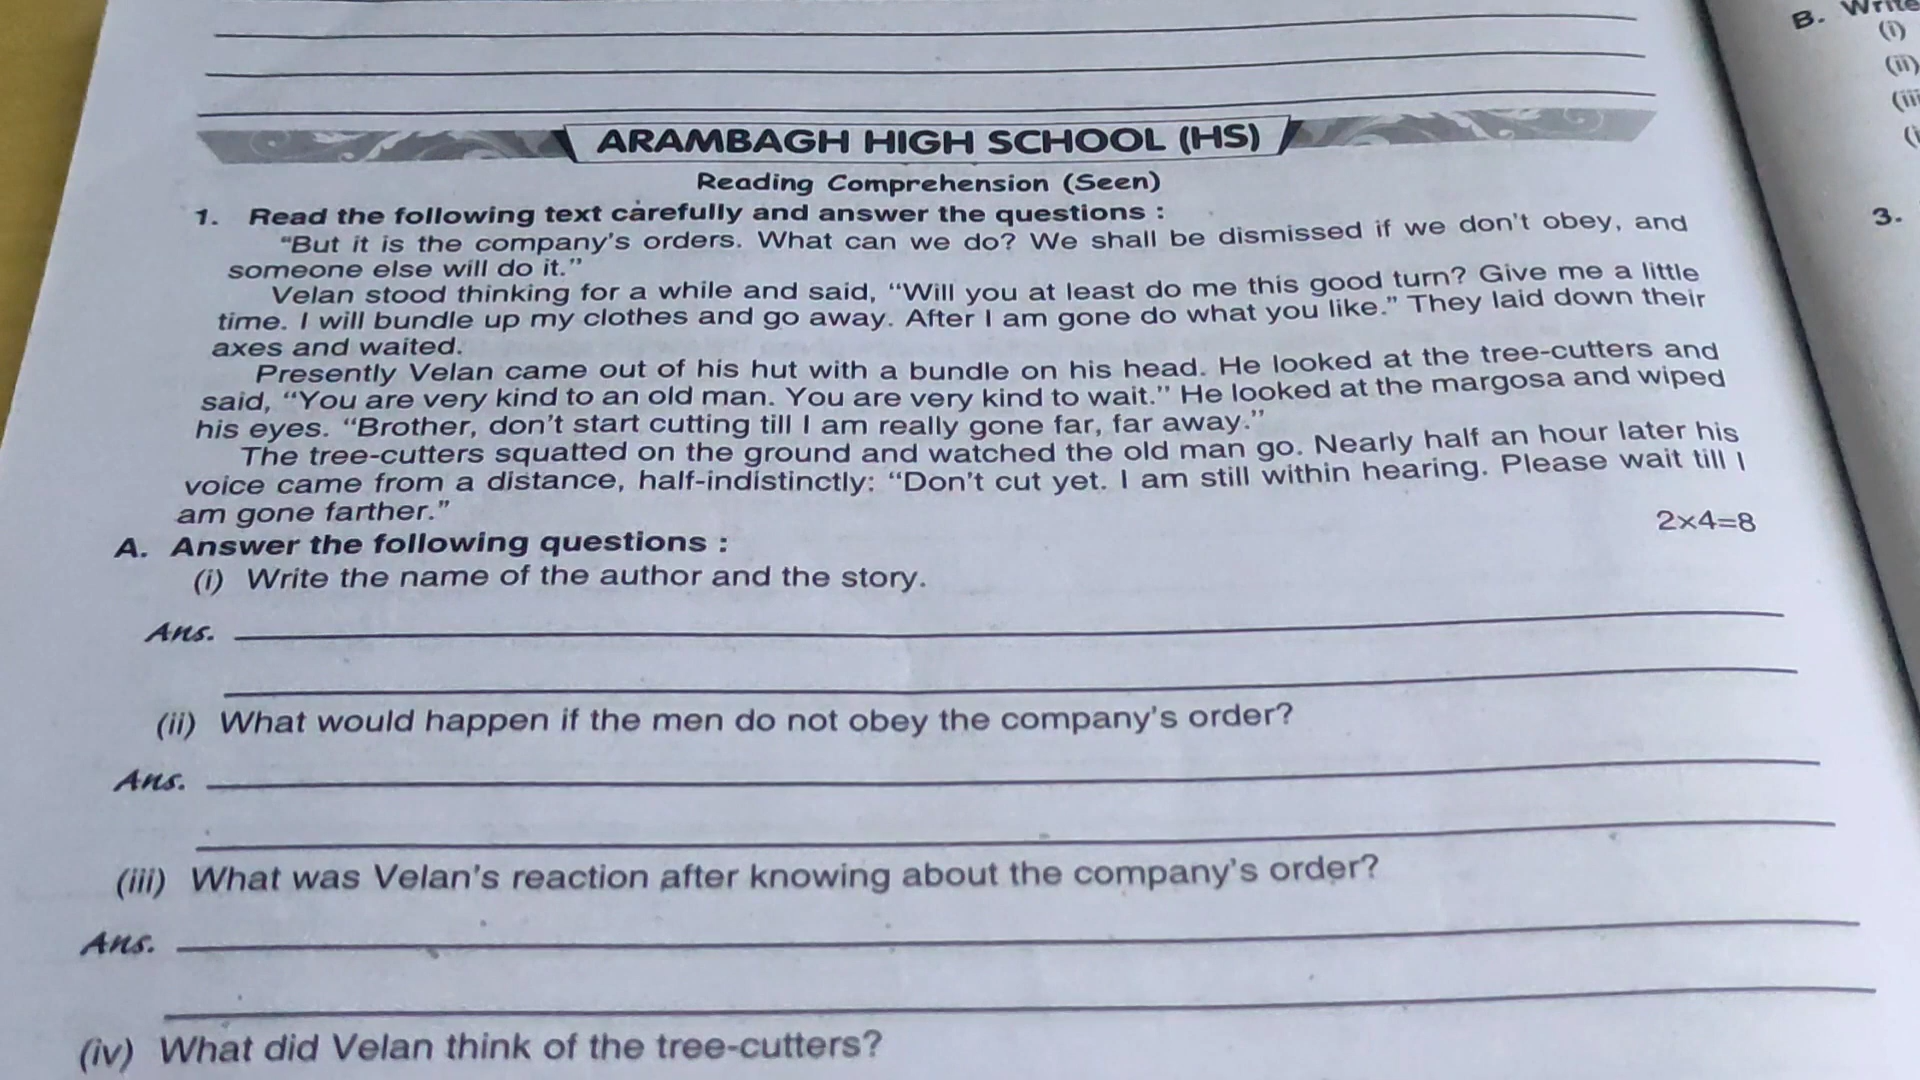 B. Write
(i)
(ii)
(iii
ARAMBAGH HIGH SCHOOL (HS)
Reading Comprehension (Seen)
1. Read the following text carefully and answer the questions :
"But it is the company's orders. What can we do? We shall be dismissed if we don't obey, and
someone else will do it."
Velan stood thinking for a while and said, "Will you at least do me this good turn? Give me a little
time. I will bundle up my clothes and go away. After I am gone do what you like." They laid down their
axes and waited.
Presently Velan came out of his hut with a bundle on his head. He looked at the tree-cutters and
said, "You are very kind to an old man. You are very kind to wait." He looked at the margosa and wiped
his eyes. "Brother, don't start cutting till I am really gone far, far away."
The tree-cutters squatted on the ground and watched the old man go. Nearly half an hour later his
voice came from a distance, half-indistinctly: "Don't cut yet. I am still within hearing. Please wait till I
am gone farther."
A. Answer the following questions : 2×4=8
(i) Write the name of the author and the story.
Ans.
(ii) What would happen if the men do not obey the company's order?
Ans.
(iii) What was Velan's reaction after knowing about the company's order?
Ans.
(iv) What did Velan think of the tree-cutters?
3.